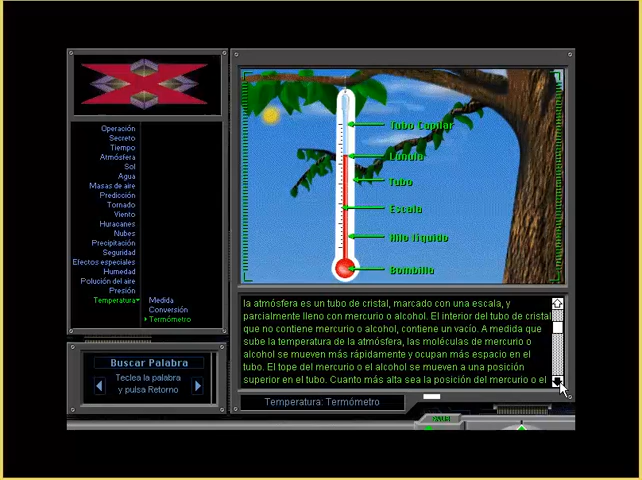 Operación
Secreto
Tiempo
Atmósfera
Sol
Agua
Masas de aire
Predicción
Tornado
Viento
Huracanes
Nubes
Precipitación
Seguridad
Efectos especiales
Humedad
Polución del aire
Presión
Temperatura
Medida
Conversión
Termómetro
Buscar Palabra
Teclea la palabra
y pulsa Retorno
Tubo Capilar
Lúnula
Tubo
Escala
Hilo líquido
Bombilla
la atmósfera es un tubo de cristal, marcado con una escala, y
parcialmente lleno con mercurio o alcohol. El interior del tubo de cristal
que no contiene mercurio o alcohol, contiene un vacío. A medida que
sube la temperatura de la atmósfera, las moléculas de mercurio o
alcohol se mueven más rápidamente y ocupan más espacio en el
tubo. El tope del mercurio o el alcohol se mueven a una posición
superior en el tubo. Cuanto más alta sea la posición del mercurio o el
Temperatura: Termómetro